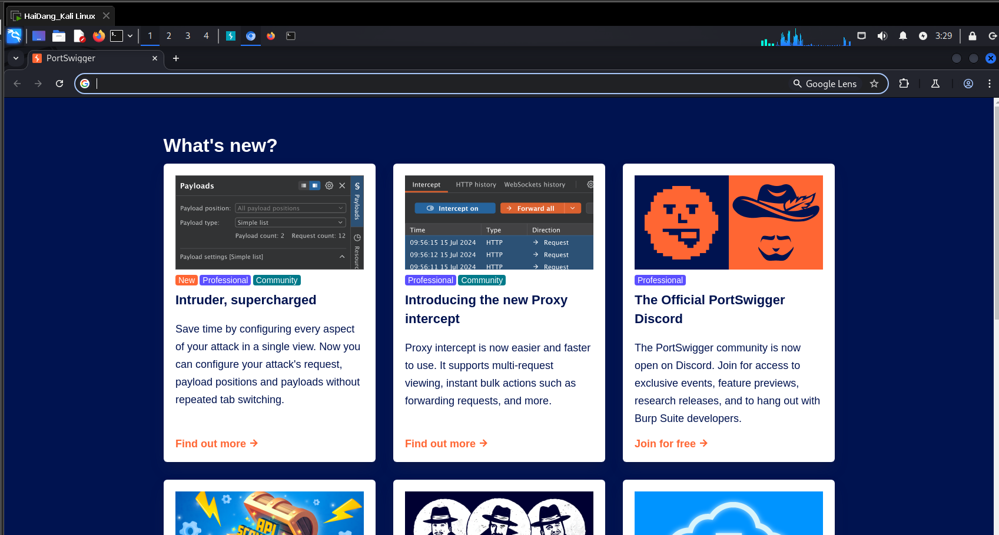 HaiDang_Kali Linux
1 2 3 4
3:29
PortSwigger
Google Lens
What's new?
Payloads
Payload position: All payload positions
Payload type: Simple list
Payload count: 2 Request count: 12
Payload settings [Simple list]
Payloads
New Professional Community
Intruder, supercharged
Save time by configuring every aspect
of your attack in a single view. Now you
can configure your attack's request,
payload positions and payloads without
repeated tab switching.
Find out more →
Intercept HTTP history WebSockets history
Intercept on → Forward all
Time Type Direction
09:56:15 15 Jul 2024 HTTP → Request
09:56:12 15 Jul 2024 HTTP → Request
09:56:11 15 Jul 2024 HTTP → Request
Professional Community
Introducing the new Proxy
intercept
Proxy intercept is now easier and faster
to use. It supports multi-request
viewing, instant bulk actions such as
forwarding requests, and more.
Find out more →
Professional
The Official PortSwigger
Discord
The PortSwigger community is now
open on Discord. Join for access to
exclusive events, feature previews,
research releases, and to hang out with
Burp Suite developers.
Join for free →
API